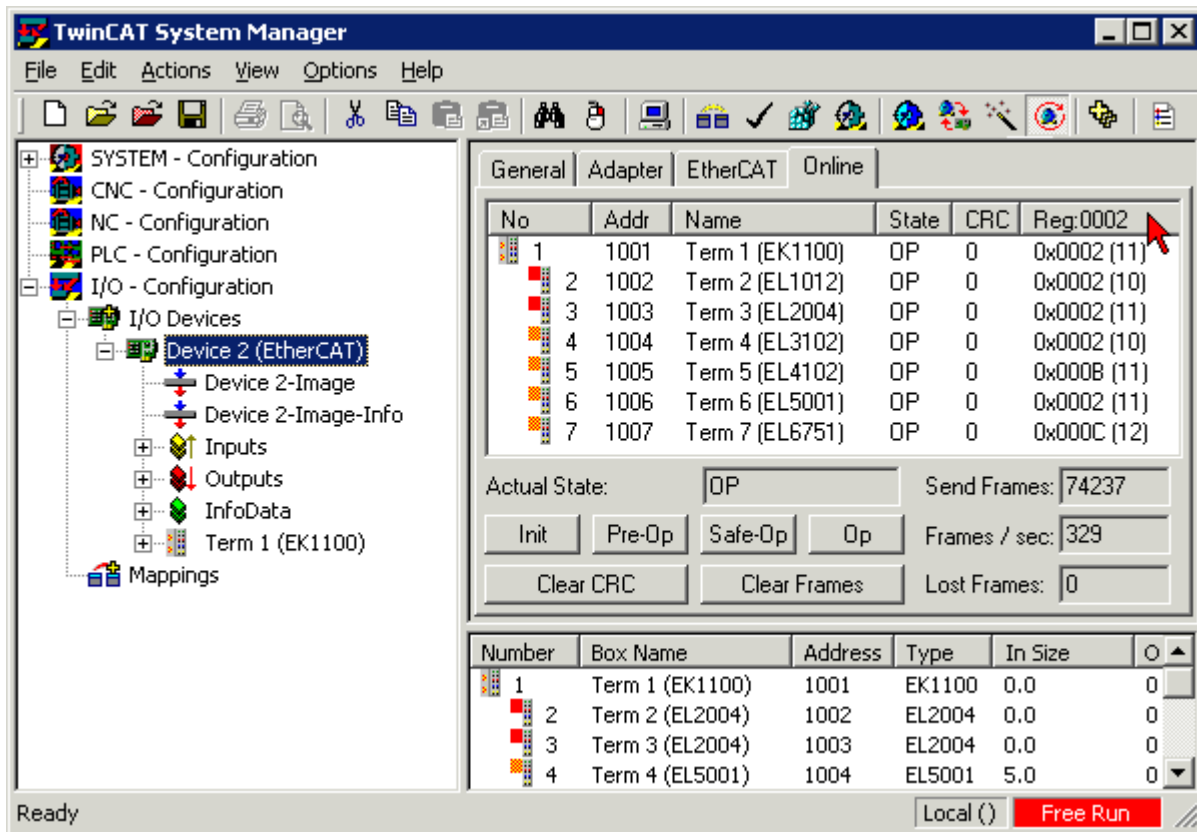 TwinCAT System Manager
File Edit Actions View Options Help
SYSTEM - Configuration
CNC - Configuration
NC - Configuration
PLC - Configuration
I/O - Configuration
I/O Devices
Device 2 (EtherCAT)
Device 2-Image
Device 2-Image-Info
Inputs
Outputs
InfoData
Term 1 (EK1100)
Mappings
General Adapter EtherCAT Online
No Addr Name State CRC Reg:0002
1 1001 Term 1 (EK1100) OP 0 0x0002 (11)
2 1002 Term 2 (EL1012) OP 0 0x0002 (10)
3 1003 Term 3 (EL2004) OP 0 0x0002 (11)
4 1004 Term 4 (EL3102) OP 0 0x0002 (10)
5 1005 Term 5 (EL4102) OP 0 0x000B (11)
6 1006 Term 6 (EL5001) OP 0 0x0002 (11)
7 1007 Term 7 (EL6751) OP 0 0x000C (12)
Actual State: OP Send Frames: 74237
Init Pre-Op Safe-Op Op Frames / sec: 329
Clear CRC Clear Frames Lost Frames: 0
Number Box Name Address Type In Size O
1 Term 1 (EK1100) 1001 EK1100 0.0 0
2 Term 2 (EL2004) 1002 EL2004 0.0 0
3 Term 3 (EL2004) 1003 EL2004 0.0 0
4 Term 4 (EL5001) 1004 EL5001 5.0 0
Ready Local () Free Run